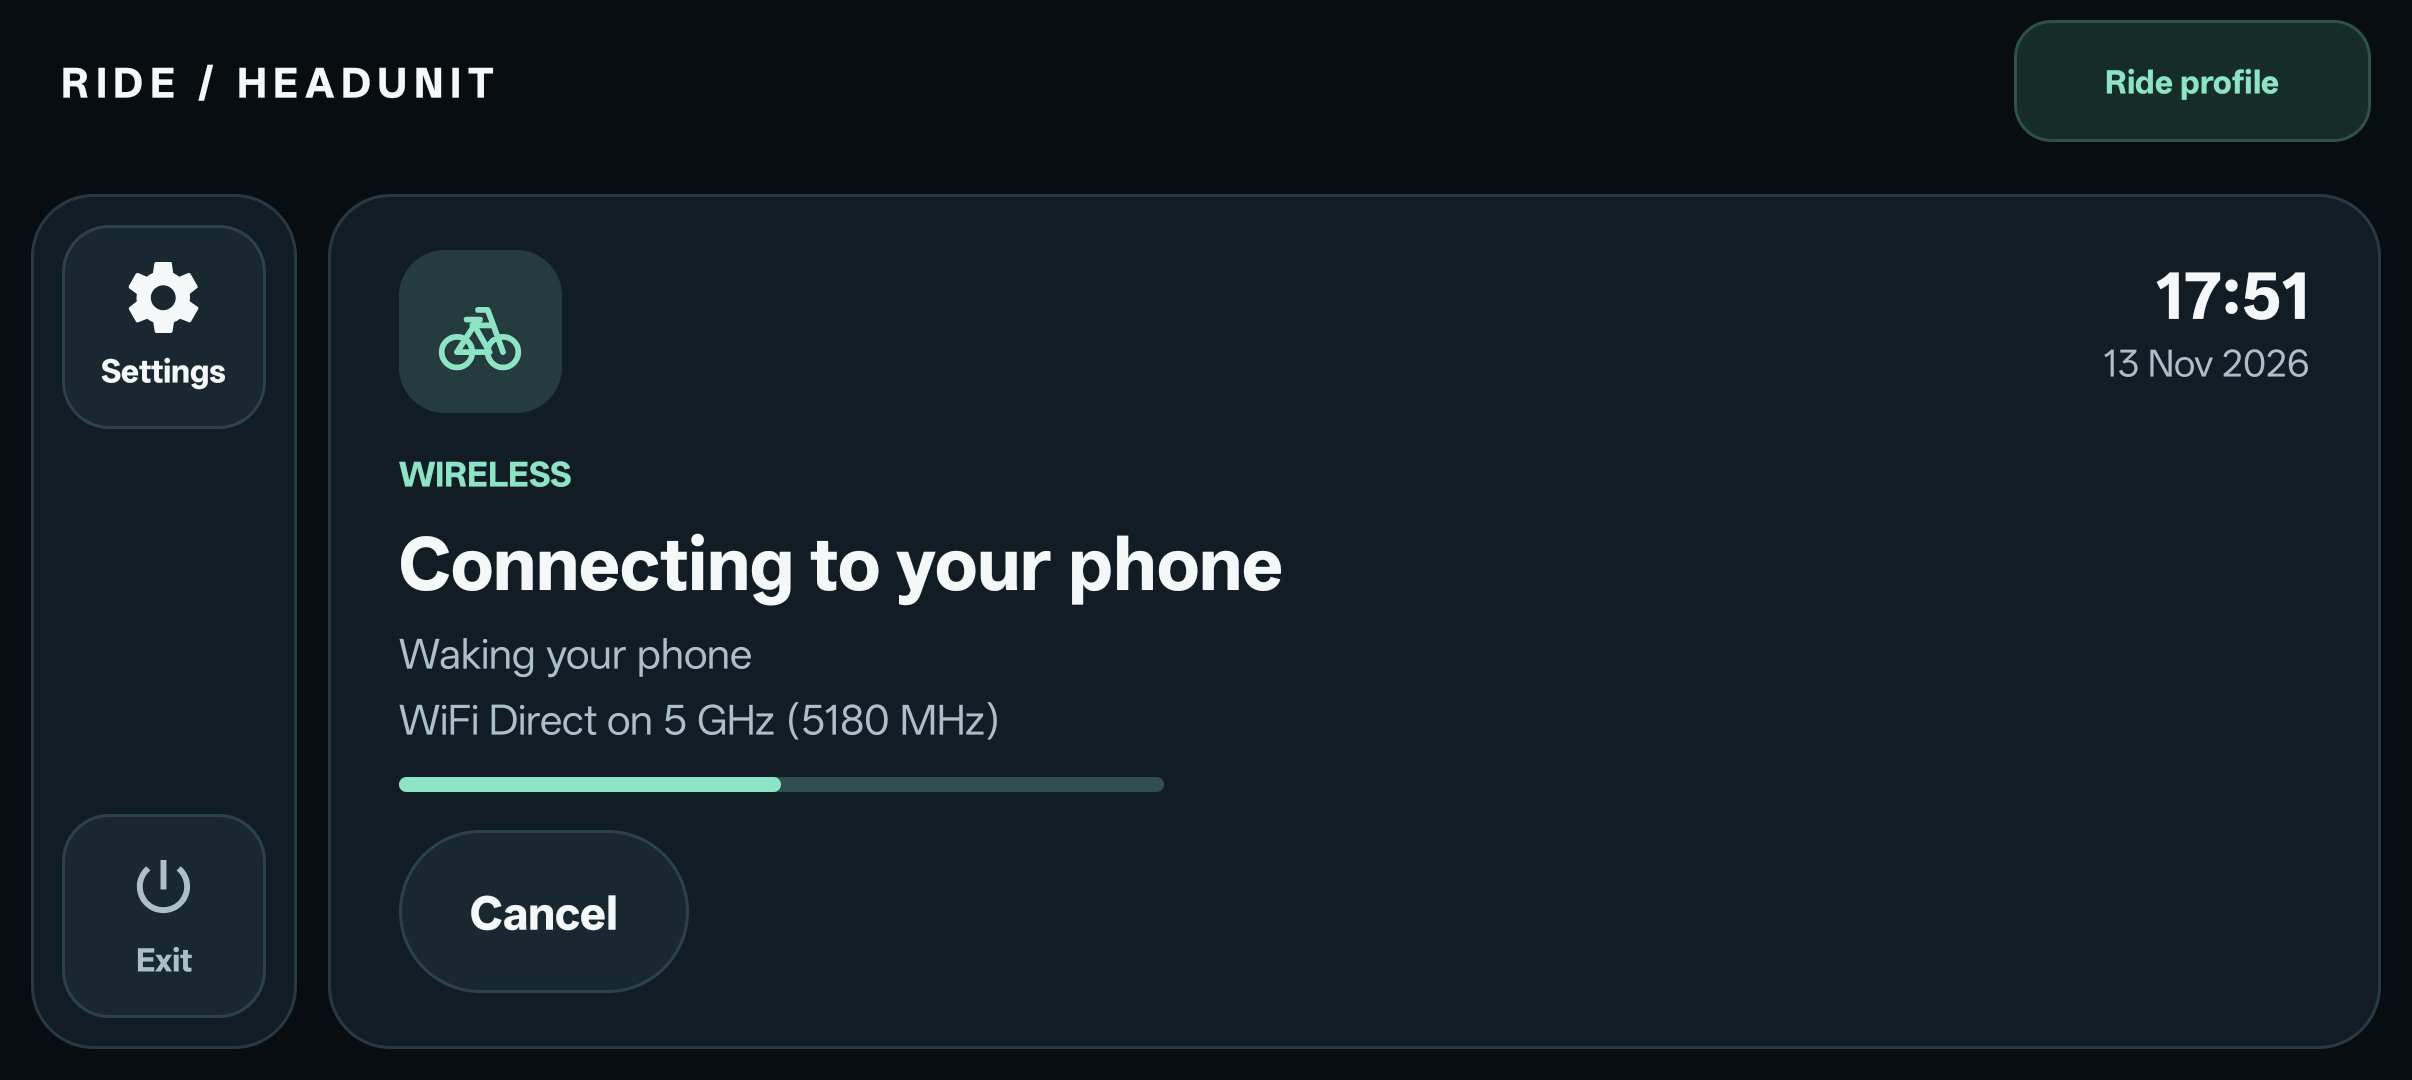 RIDE / HEADUNIT
Ride profile
Settings
17:51
13 Nov 2026
WIRELESS
Connecting to your phone
Waking your phone
WiFi Direct on 5 GHz (5180 MHz)
Cancel
Exit